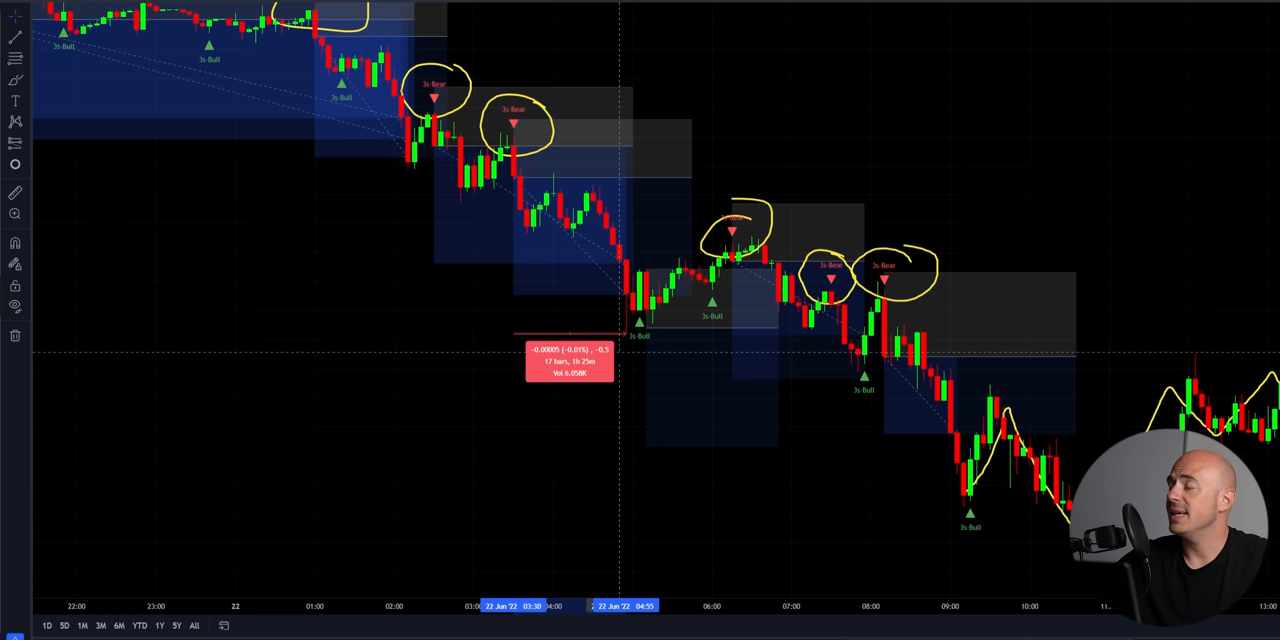 3s-Bull
3s-Bull
3s-Bull
3s-Bear
3s-Bear
3s-Bear
3s-Bear
3s-Bull
3s-Bull
3s-Bull
3s-Bull
-0.00005 (-0.01%) , -0.5
17 bars, 1h 25m
Vol 6.058K
22:00 23:00 22 01:00 02:00 22 Jun '22 03:30 04:00 22 Jun '22 04:55 06:00 07:00 08:00 09:00 10:00 13:00
1D 5D 1M 3M 6M YTD 1Y 5Y All